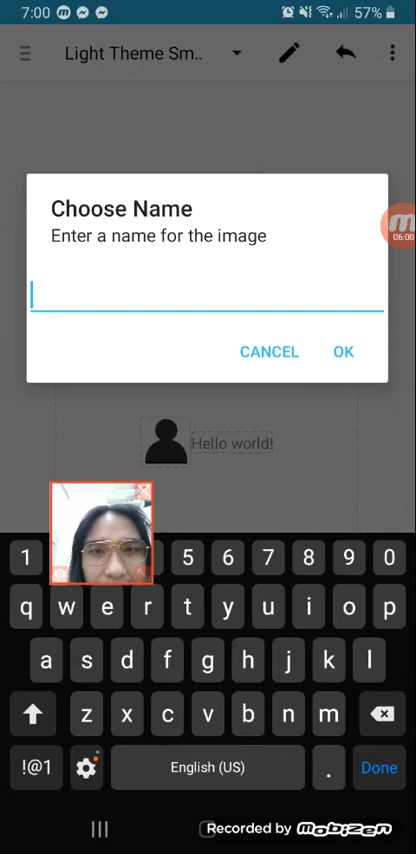 7:00
57%
Light Theme Sm..
Choose Name
Enter a name for the image
06:00
CANCEL OK
Hello world!
1 5 6 7 8 9 0
q w e r t y u i o p
a s d f g h j k l
z x c v b n m
!@1 English (US) . Done
Recorded by mobizen